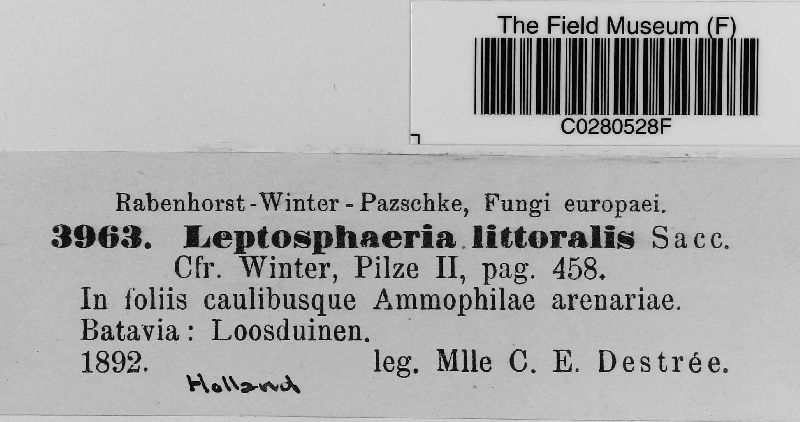 The Field Museum (F)
C0280528F
Rabenhorst-Winter-Pazschke, Fungi europaei.
3963. Leptosphaeria littoralis Sacc.
Cfr. Winter, Pilze II, pag. 458.
In foliis caulibusque Ammophilae arenariae.
Batavia: Loosduinen.
1892. leg. Mlle C. E. Destrée.
Holland